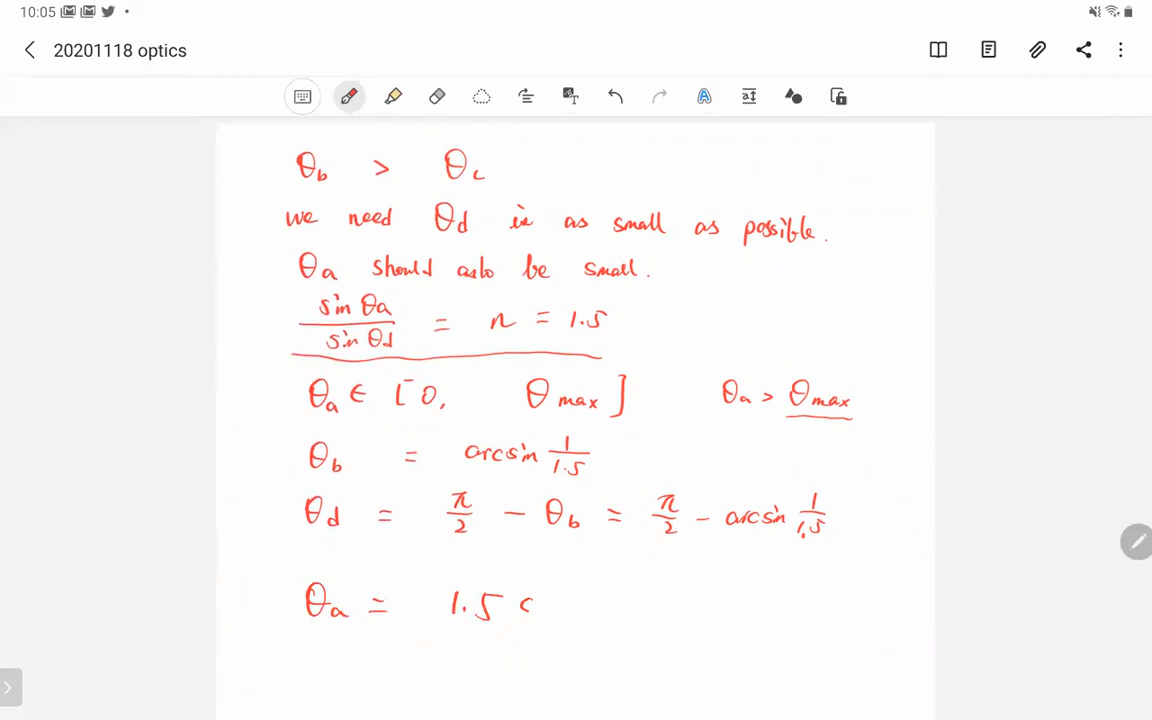 10:05
20201118 optics
θb > θc
we need θd is as small as possible.
θa should aslo be small.
sin θa / sin θd = n = 1.5
θa ∈ [0, θmax] θa > θmax
θb = arcsin 1/1.5
θd = π/2 - θb = π/2 - arcsin 1/1.5
θa = 1.5 c